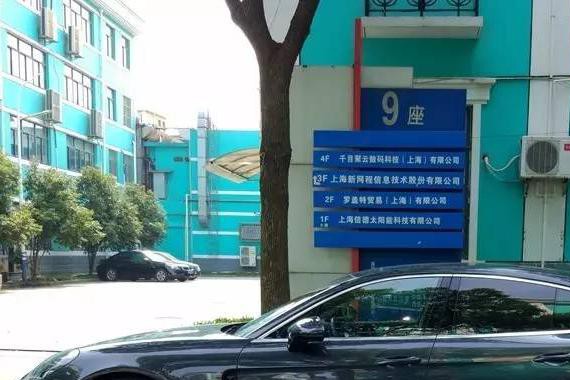 9座
4F 千目聚云数码科技（上海）有限公司
3F 上海新网程信息技术股份有限公司
2F 罗盖特贸易（上海）有限公司
1F 上海信德太阳能科技有限公司